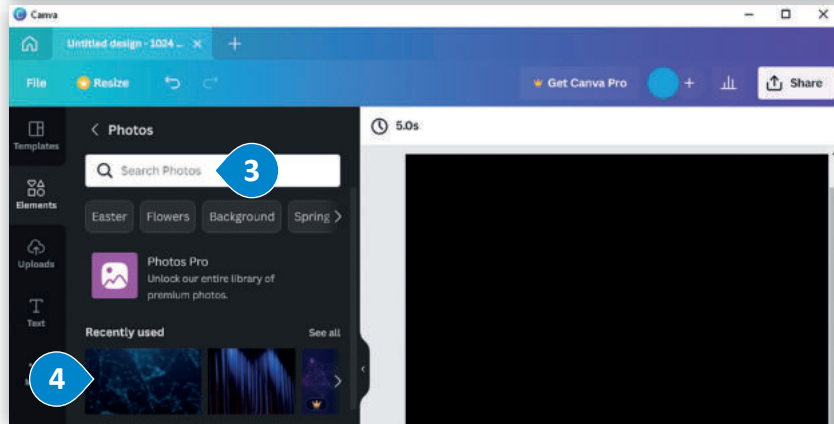 Canva
Untitled design - 1024 ...
File
Resize
Get Canva Pro
Share
Templates
Elements
Uploads
Text
Photos
Search Photos
3
Easter
Flowers
Background
Spring
Photos Pro
Unlock our entire library of
premium photos.
Recently used
See all
4
5.0s